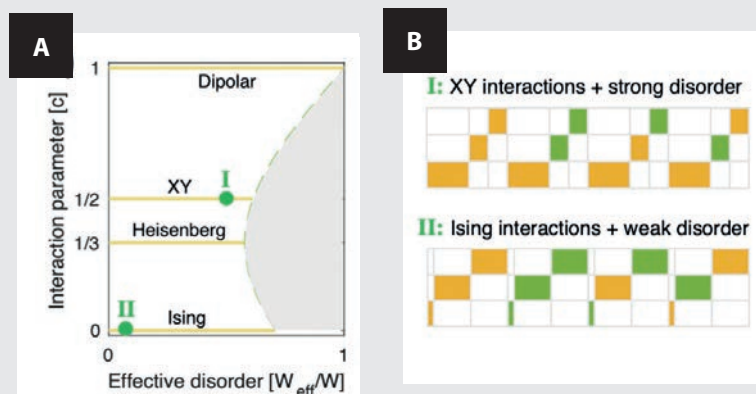 A
Interaction parameter [c]
1
Dipolar
XY
I
1/2
Heisenberg
1/3
II
Ising
0
0
1
Effective disorder [W_eff/W]
B
I: XY interactions + strong disorder
II: Ising interactions + weak disorder